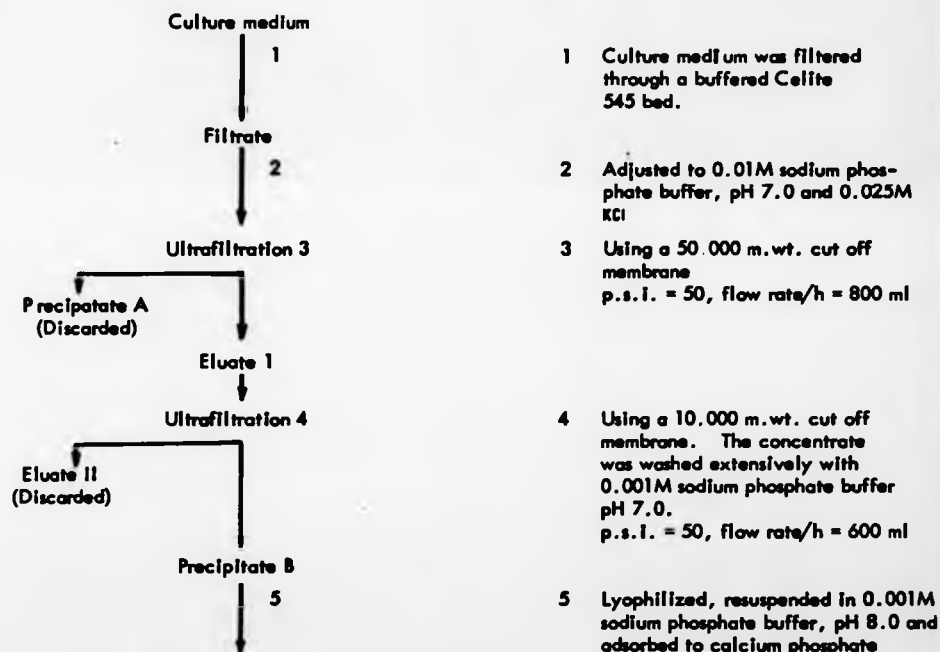 Culture medium
1
Filtrate
2
Ultrafiltration 3
Precipatate A
(Discarded)
Eluate 1
Ultrafiltration 4
Eluate II
(Discarded)
Precipitate B
5
1 Culture medium was filtered
through a buffered Celite
545 bed.
2 Adjusted to 0.01M sodium phos-
phate buffer, pH 7.0 and 0.025M
KCl
3 Using a 50.000 m.wt. cut off
membrane
p.s.i. = 50, flow rate/h = 800 ml
4 Using a 10.000 m.wt. cut off
membrane. The concentrate
was washed extensively with
0.001M sodium phosphate buffer
pH 7.0.
p.s.i. = 50, flow rate/h = 600 ml
5 Lyophilized, resuspended in 0.001M
sodium phosphate buffer, pH 8.0 and
adsorbed to calcium phosphate